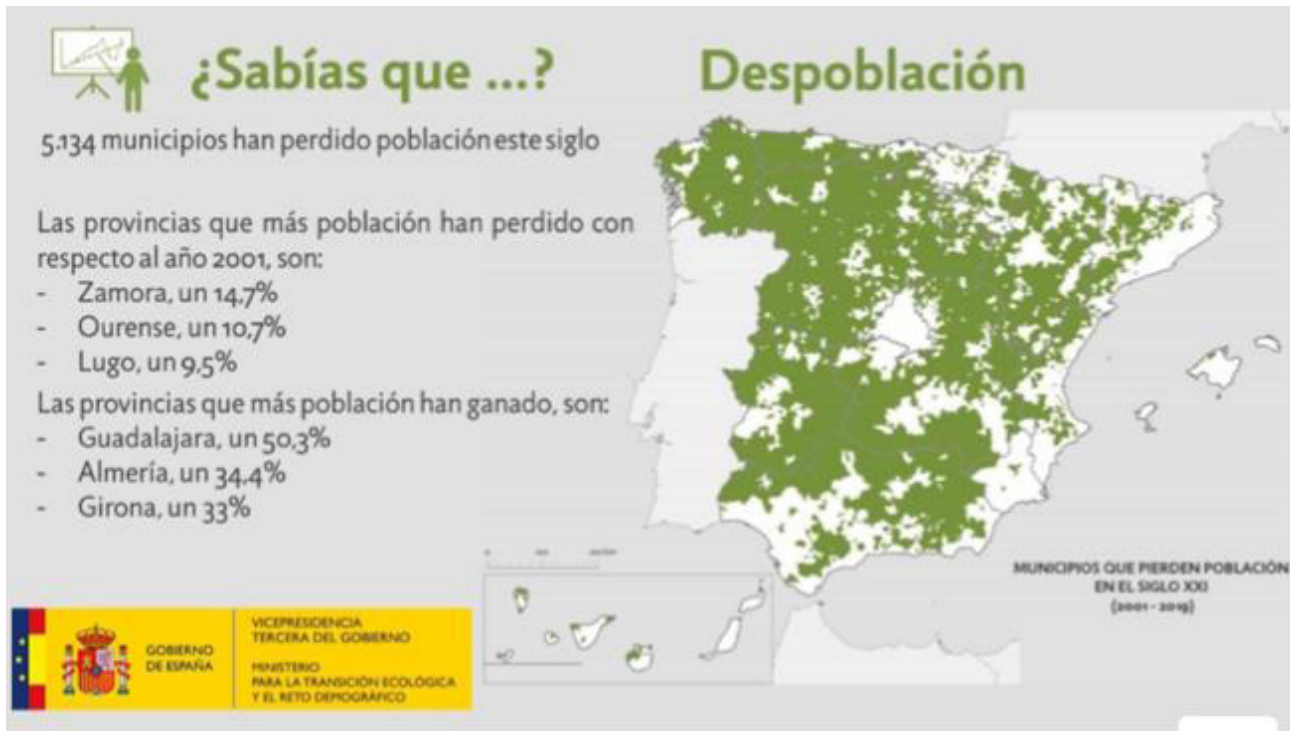 ¿Sabías que ...?
Despoblación
5.134 municipios han perdido población este siglo
Las provincias que más población han perdido con
respecto al año 2001, son:
- Zamora, un 14,7%
- Ourense, un 10,7%
- Lugo, un 9,5%
Las provincias que más población han ganado, son:
- Guadalajara, un 50,3%
- Almería, un 34,4%
- Girona, un 33%
MUNICIPIOS QUE PIERDEN POBLACIÓN
EN EL SIGLO XXI
(2001 - 2019)
GOBIERNO
DE ESPAÑA
VICEPRESIDENCIA
TERCERA DEL GOBIERNO
MINISTERIO
PARA LA TRANSICIÓN ECOLÓGICA
Y EL RETO DEMOGRÁFICO